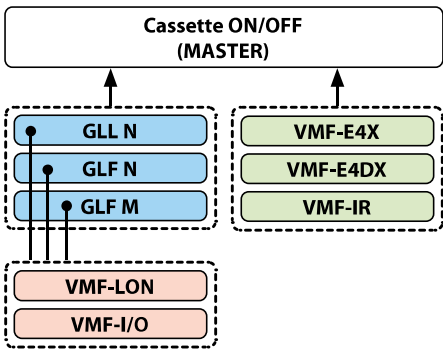 Cassette ON/OFF
(MASTER)
GLL N
GLF N
GLF M
VMF-E4X
VMF-E4DX
VMF-IR
VMF-LON
VMF-I/O